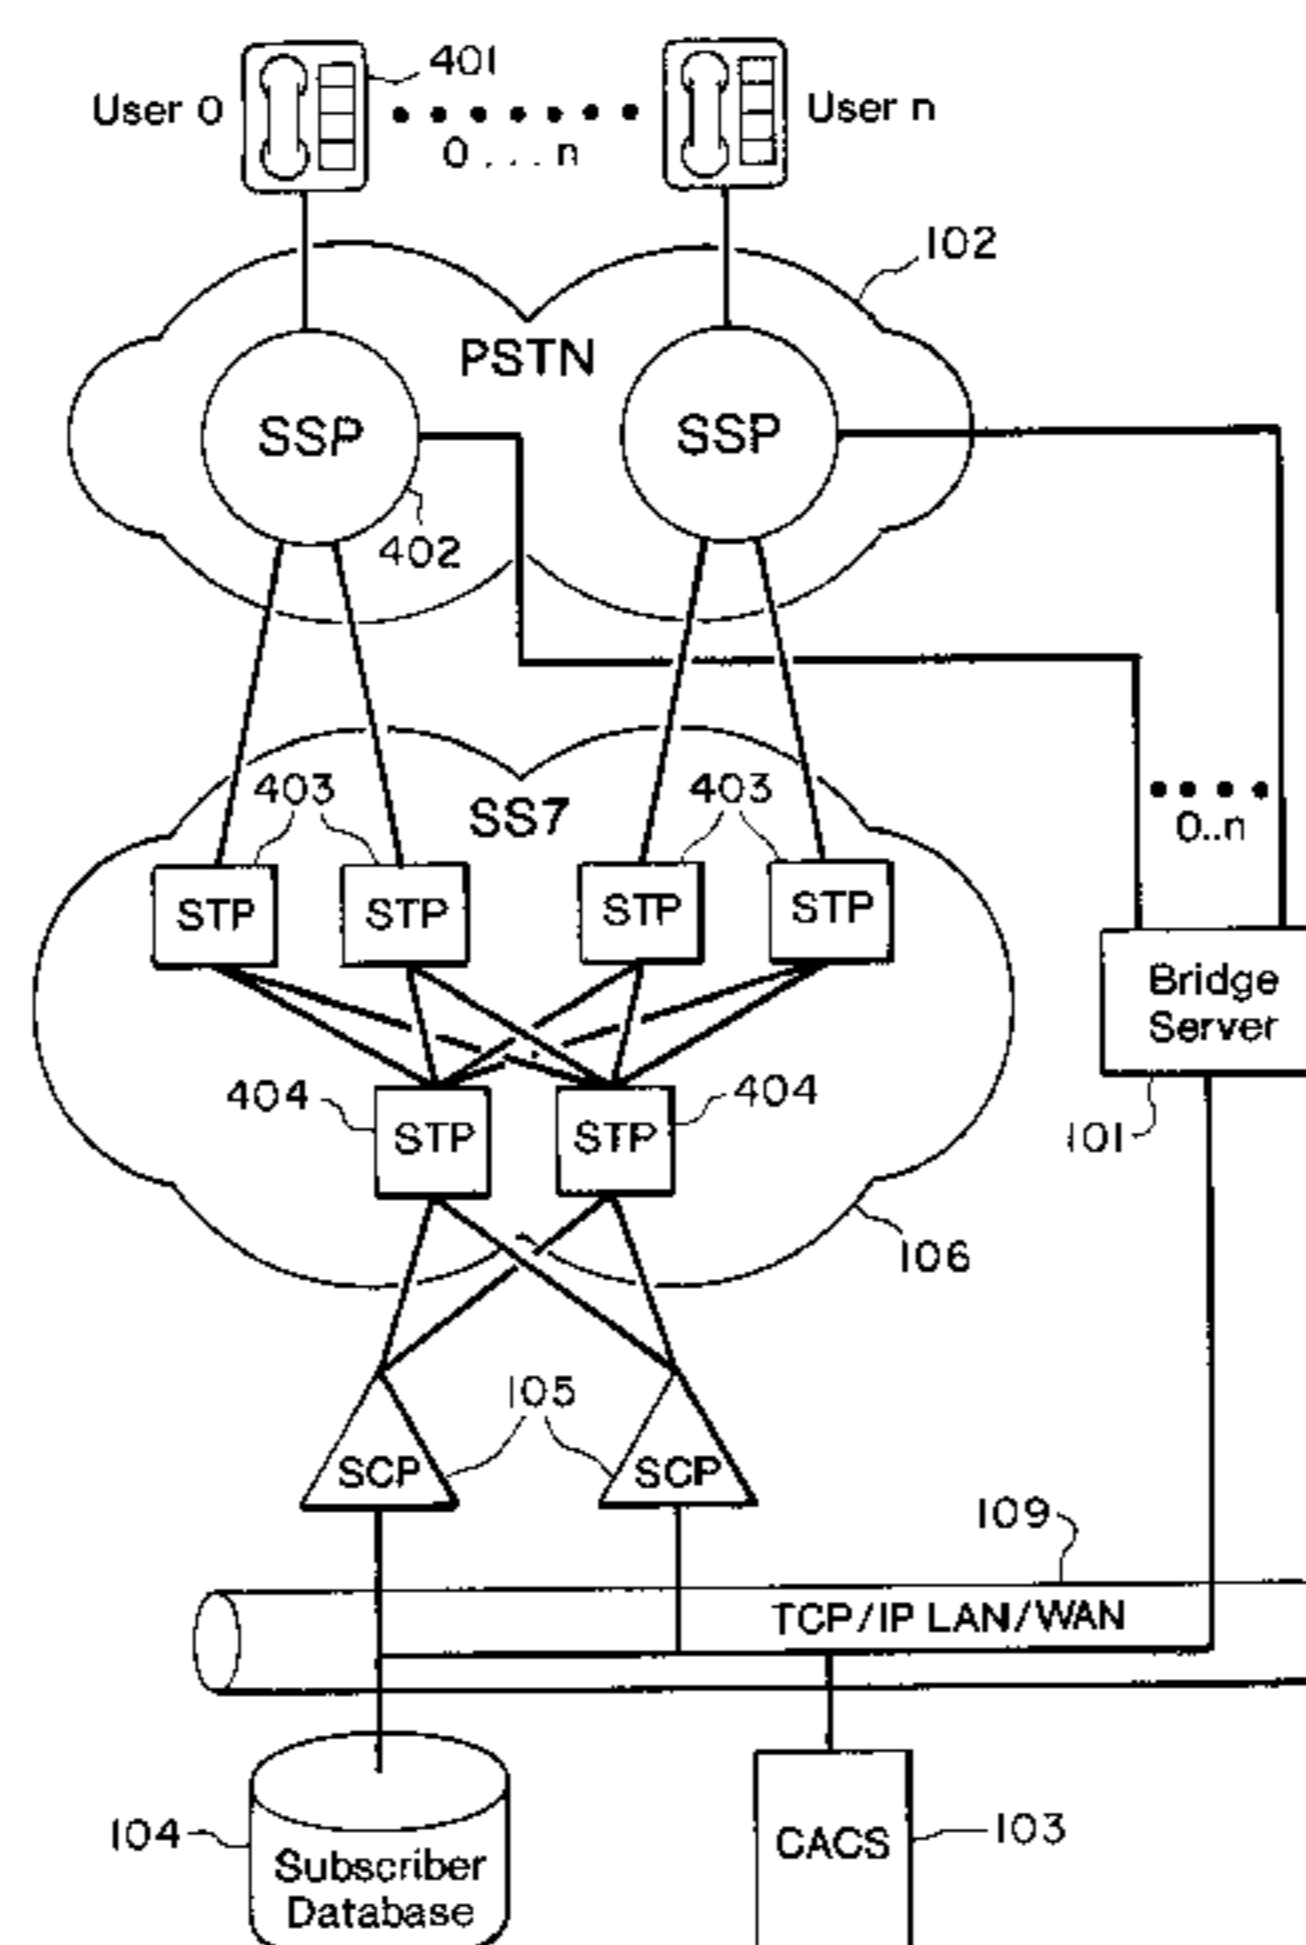 401
User 0
User n
0 . . . n
102
PSTN
SSP
SSP
402
403
403
SS7
0..n
STP
STP
STP
STP
Bridge
Server
404
404
STP
STP
101
106
105
SCP
SCP
109
TCP/IP LAN/WAN
104
CACS
103
Subscriber
Database